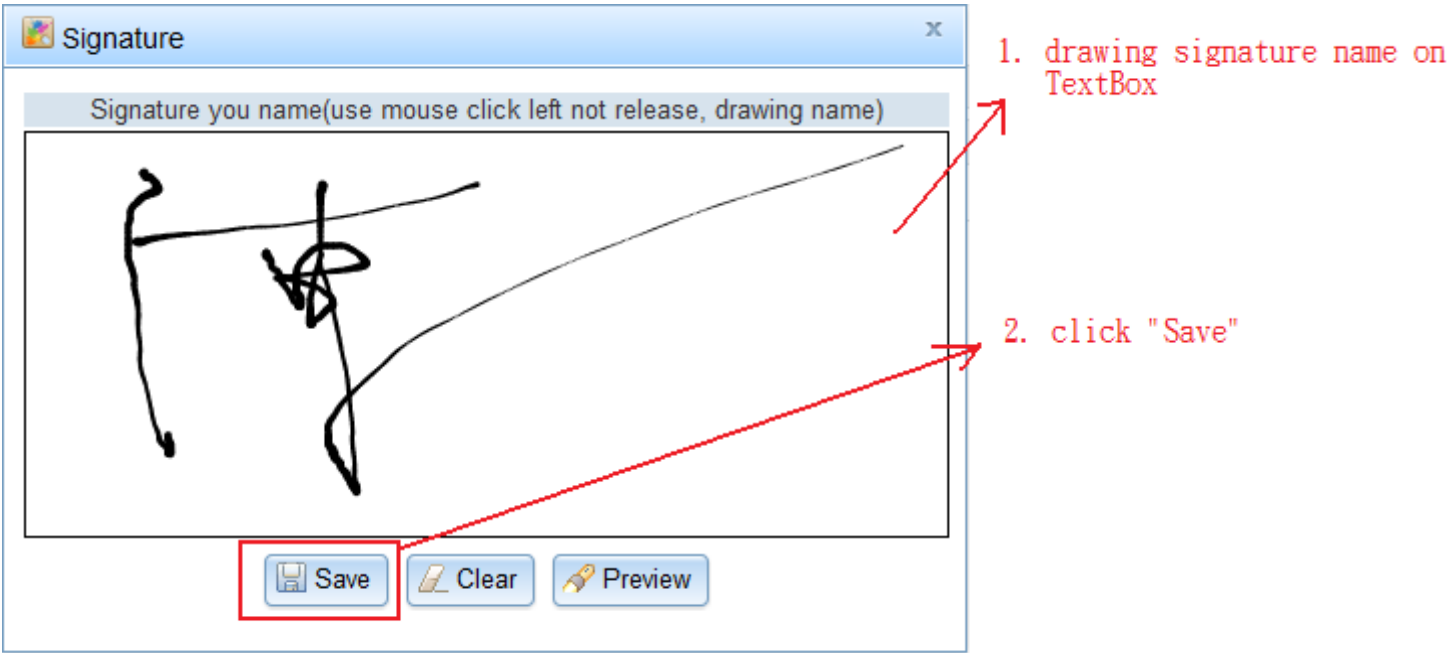 Signature
x
Signature you name(use mouse click left not release, drawing name)
1. drawing signature name on
TextBox
2. click "Save"
Save
Clear
Preview